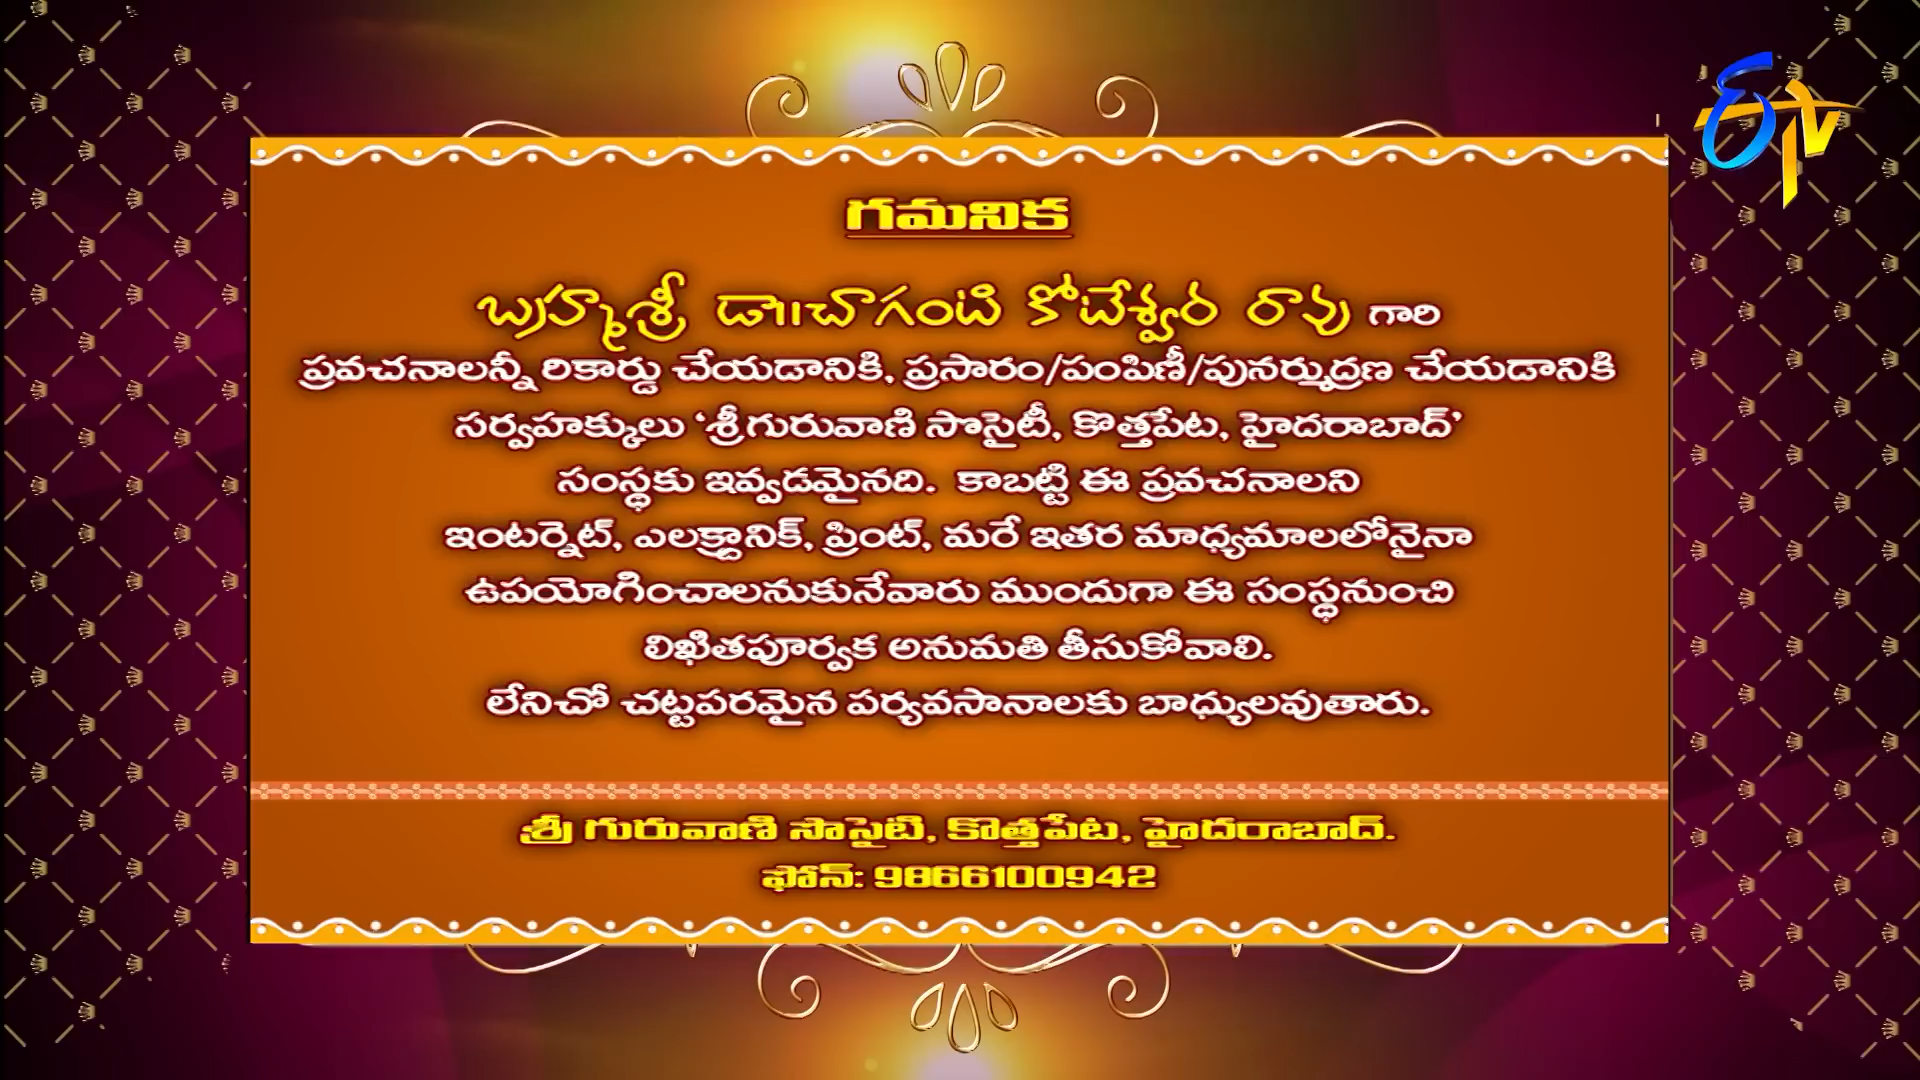 ETV
గమనిక
బ్రహ్మశ్రీ డా॥చాగంటి కోటేశ్వర రావు గారి
ప్రవచనాలన్నీ రికార్డు చేయడానికి, ప్రసారం/పంపిణీ/పునర్ముద్రణ చేయడానికి
సర్వహక్కులు ‘శ్రీగురువాణి సొసైటీ, కొత్తపేట, హైదరాబాద్’
సంస్థకు ఇవ్వడమైనది. కాబట్టి ఈ ప్రవచనాలని
ఇంటర్నెట్, ఎలక్ట్రానిక్, ప్రింట్, మరే ఇతర మాధ్యమాలలోనైనా
ఉపయోగించాలనుకునేవారు ముందుగా ఈ సంస్థనుంచి
లిఖితపూర్వక అనుమతి తీసుకోవాలి.
లేనిచో చట్టపరమైన పర్యవసానాలకు బాధ్యులవుతారు.
శ్రీ గురువాణి సొసైటి, కొత్తపేట, హైదరాబాద్.
ఫోన్: 9866100942